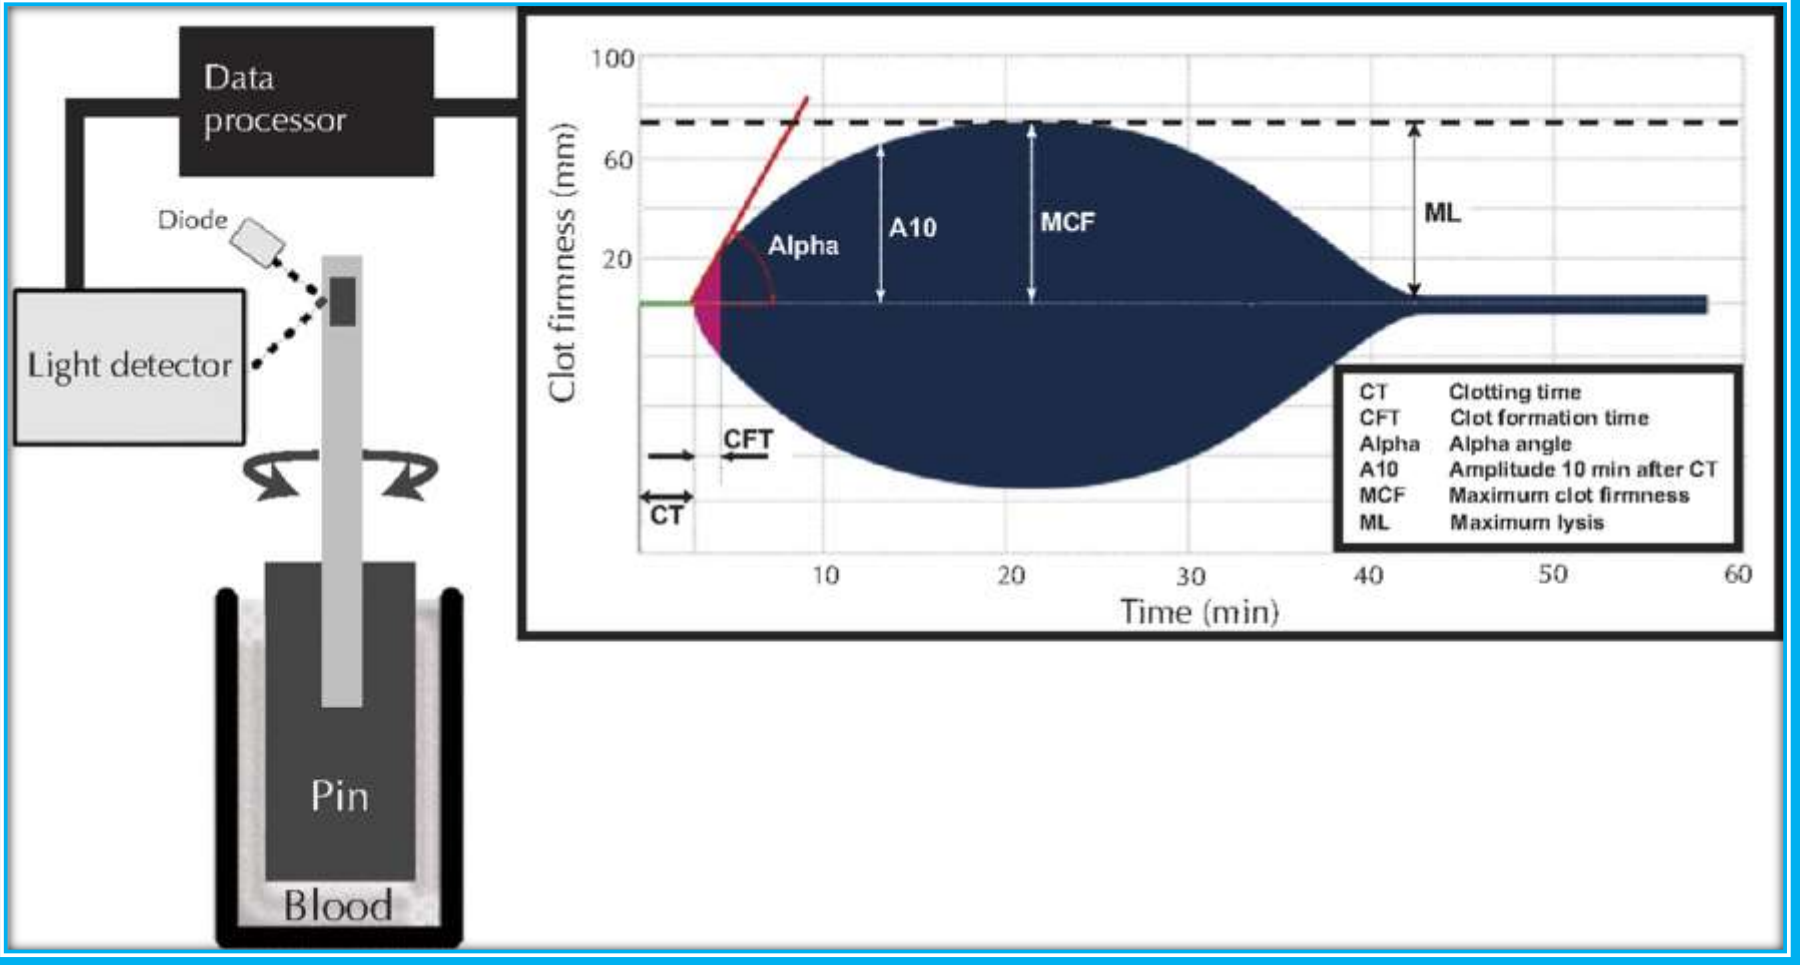 Data
processor
Diode
Light detector
Pin
Blood
Clot firmness (mm)
100
60
20
Alpha
A10
MCF
ML
CFT
CT
10 20 30 40 50 60
Time (min)
CT Clotting time
CFT Clot formation time
Alpha Alpha angle
A10 Amplitude 10 min after CT
MCF Maximum clot firmness
ML Maximum lysis